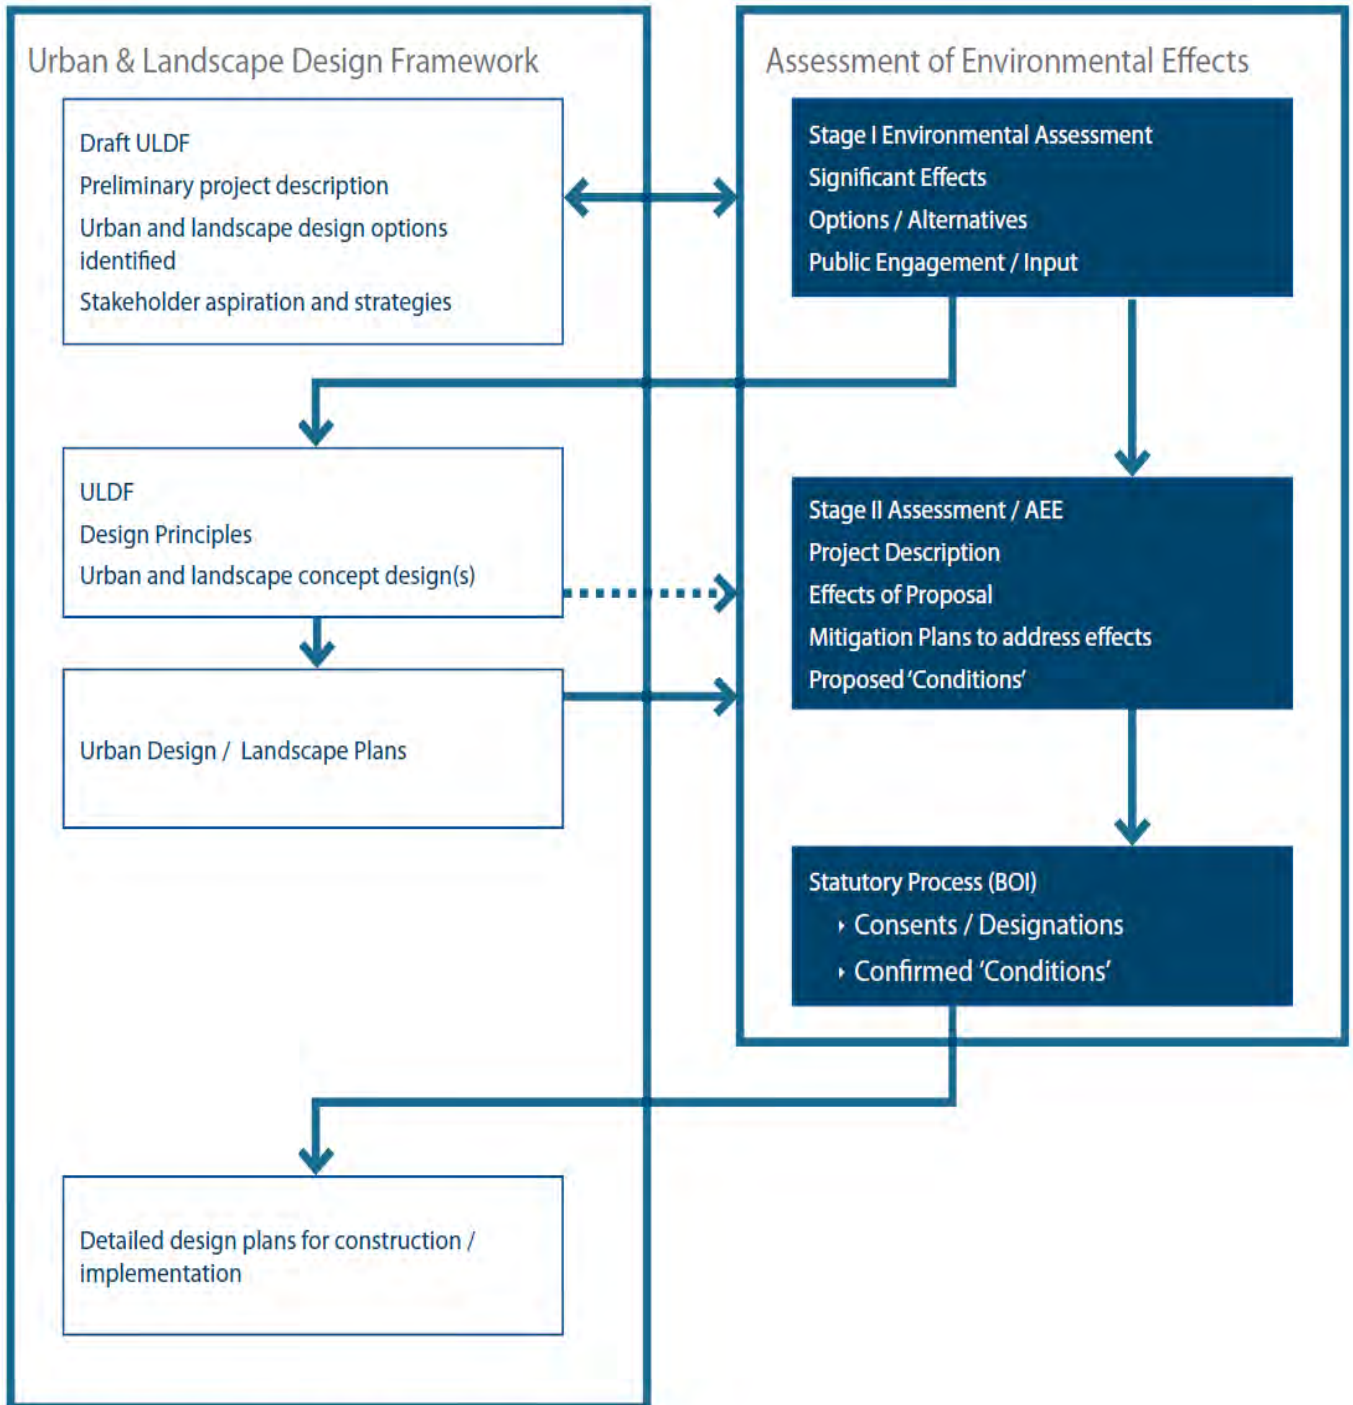 Urban & Landscape Design Framework
Draft ULDF
Preliminary project description
Urban and landscape design options
identified
Stakeholder aspiration and strategies
ULDF
Design Principles
Urban and landscape concept design(s)
Urban Design / Landscape Plans
Detailed design plans for construction /
implementation
Assessment of Environmental Effects
Stage I Environmental Assessment
Significant Effects
Options / Alternatives
Public Engagement / Input
Stage II Assessment / AEE
Project Description
Effects of Proposal
Mitigation Plans to address effects
Proposed ‘Conditions’
Statutory Process (BOI)
‣ Consents / Designations
‣ Confirmed ‘Conditions’